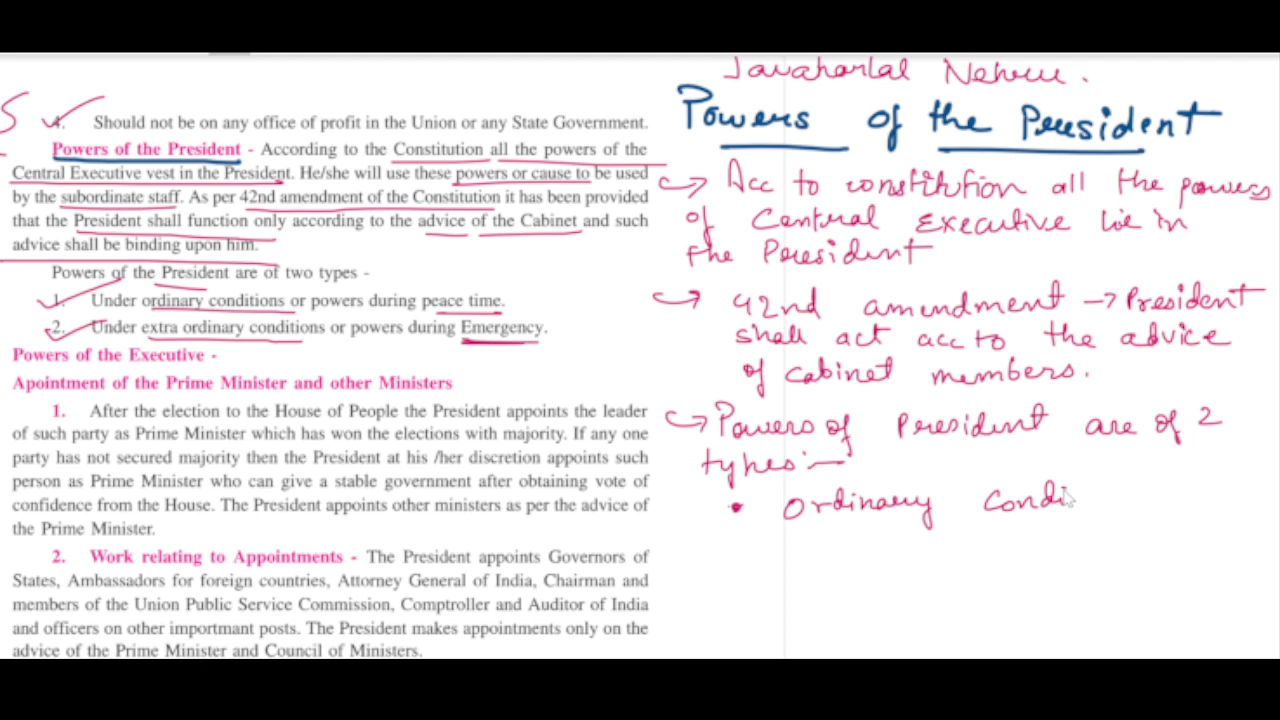 4. Should not be on any office of profit in the Union or any State Government.
Powers of the President - According to the Constitution all the powers of the
Central Executive vest in the President. He/she will use these powers or cause to be used
by the subordinate staff. As per 42nd amendment of the Constitution it has been provided
that the President shall function only according to the advice of the Cabinet and such
advice shall be binding upon him.
Powers of the President are of two types -
1. Under ordinary conditions or powers during peace time.
2. Under extra ordinary conditions or powers during Emergency.
Powers of the Executive -
Apointment of the Prime Minister and other Ministers
1. After the election to the House of People the President appoints the leader
of such party as Prime Minister which has won the elections with majority. If any one
party has not secured majority then the President at his /her discretion appoints such
person as Prime Minister who can give a stable government after obtaining vote of
confidence from the House. The President appoints other ministers as per the advice of
the Prime Minister.
2. Work relating to Appointments - The President appoints Governors of
States, Ambassadors for foreign countries, Attorney General of India, Chairman and
members of the Union Public Service Commission, Comptroller and Auditor of India
and officers on other importmant posts. The President makes appointments only on the
advice of the Prime Minister and Council of Ministers.
Jawaharlal Nehru.
Powers of the President
→ Acc to constitution all the powers
of Central Executive lie in
the President
→ 42nd amendment → President
shall act acc to the advice
of cabinet members.
→ Powers of President are of 2
types:-
• Ordinary Condi